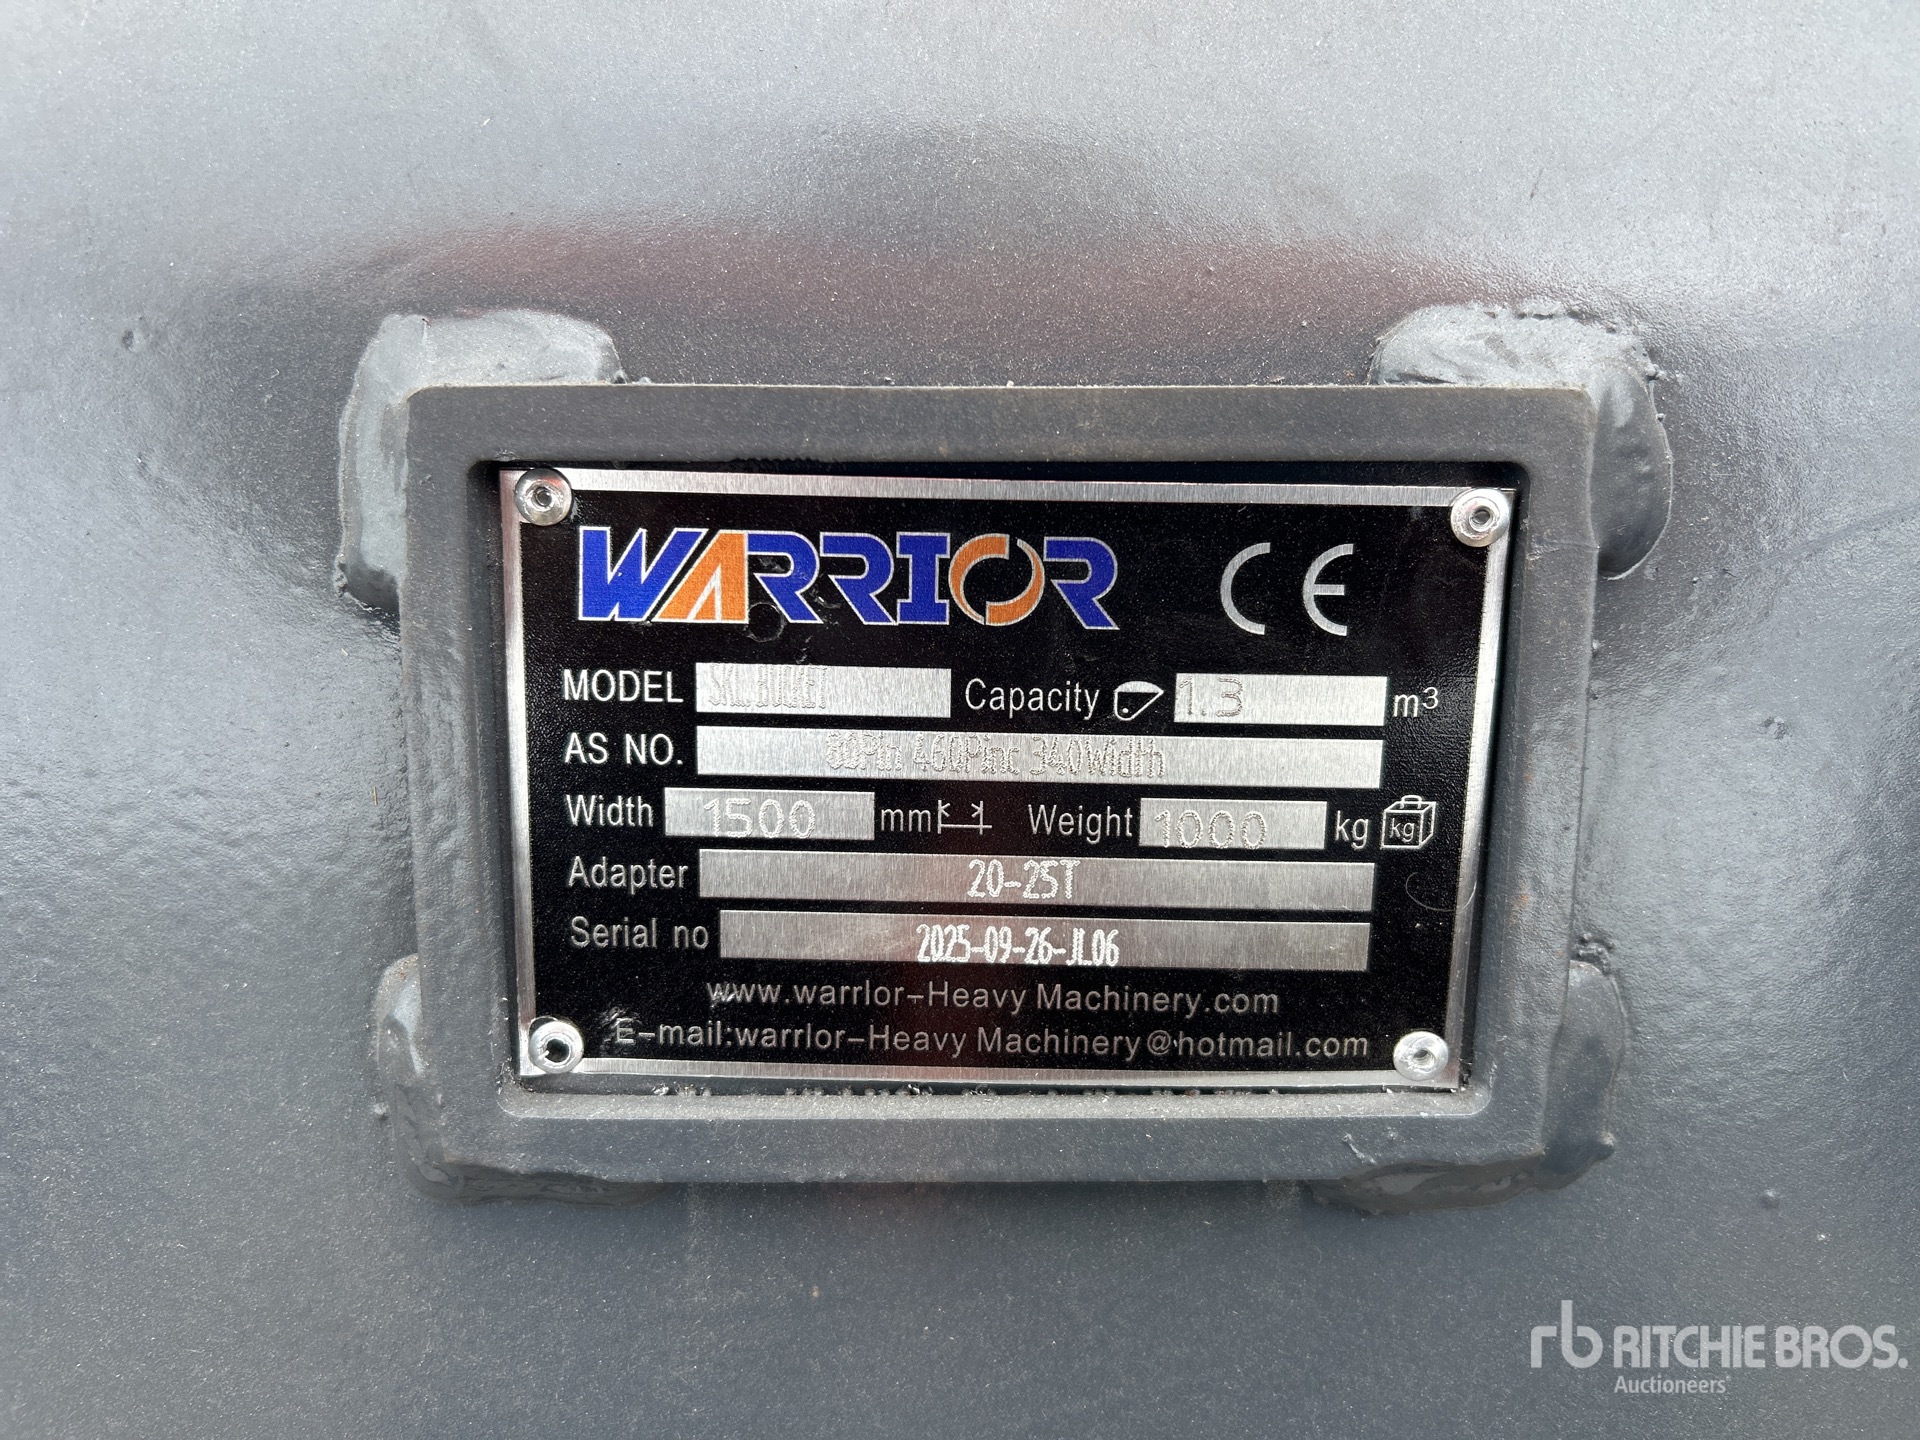 WARRIOR CE
MODEL SKL.BUCKET Capacity 1.3 m³
AS NO. 80Pin 460Pinc 340Width
Width 1500 mm Weight 1000 kg kg
Adapter 20-25T
Serial no 2025-09-26-JL06
www.warrlor-Heavy Machinery.com
E-mail:warrlor-Heavy Machinery@hotmail.com
rb RITCHIE BROS.
Auctioneers